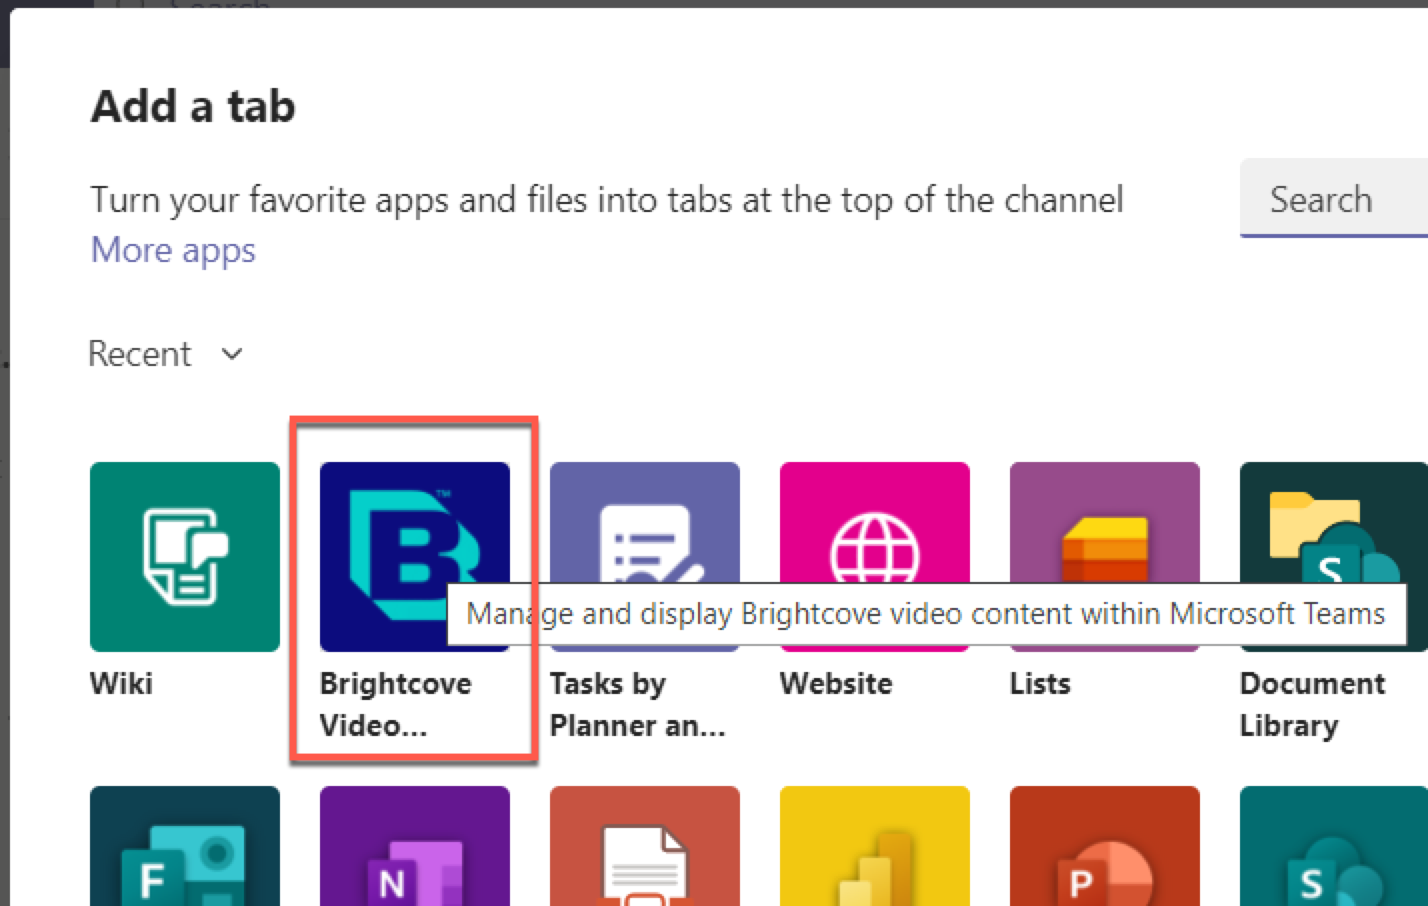 Search
Add a tab
Turn your favorite apps and files into tabs at the top of the channel
More apps
Search
Recent
B
™
S
Manage and display Brightcove video content within Microsoft Teams
Wiki
Brightcove
Video...
Tasks by
Planner an...
Website
Lists
Document
Library
F
N
P
S